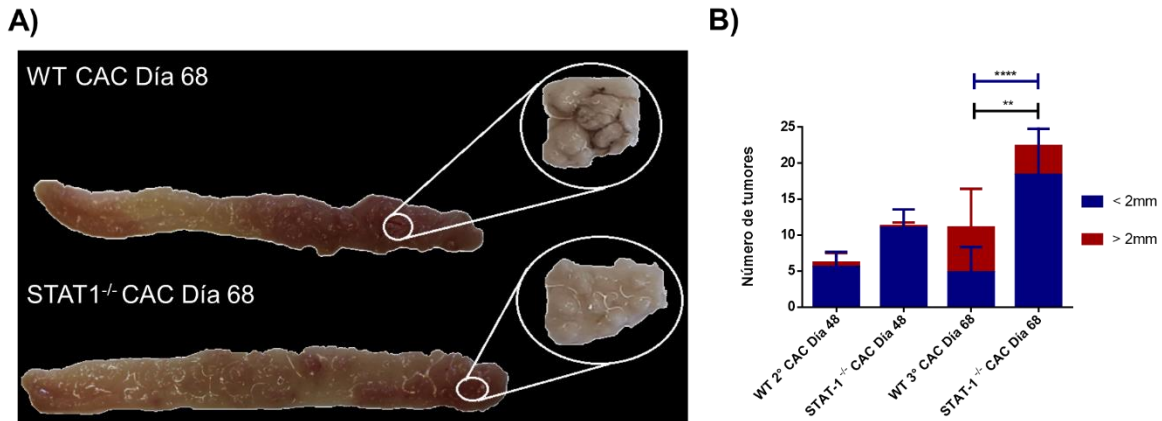 A)
WT CAC Día 68
STAT1-/- CAC Día 68
B)
****
**
Número de tumores
25
20
15
10
5
0
WT 2° CAC Día 48
STAT-1-/- CAC Día 48
WT 3° CAC Día 68
STAT-1-/- CAC Día 68
< 2mm
> 2mm